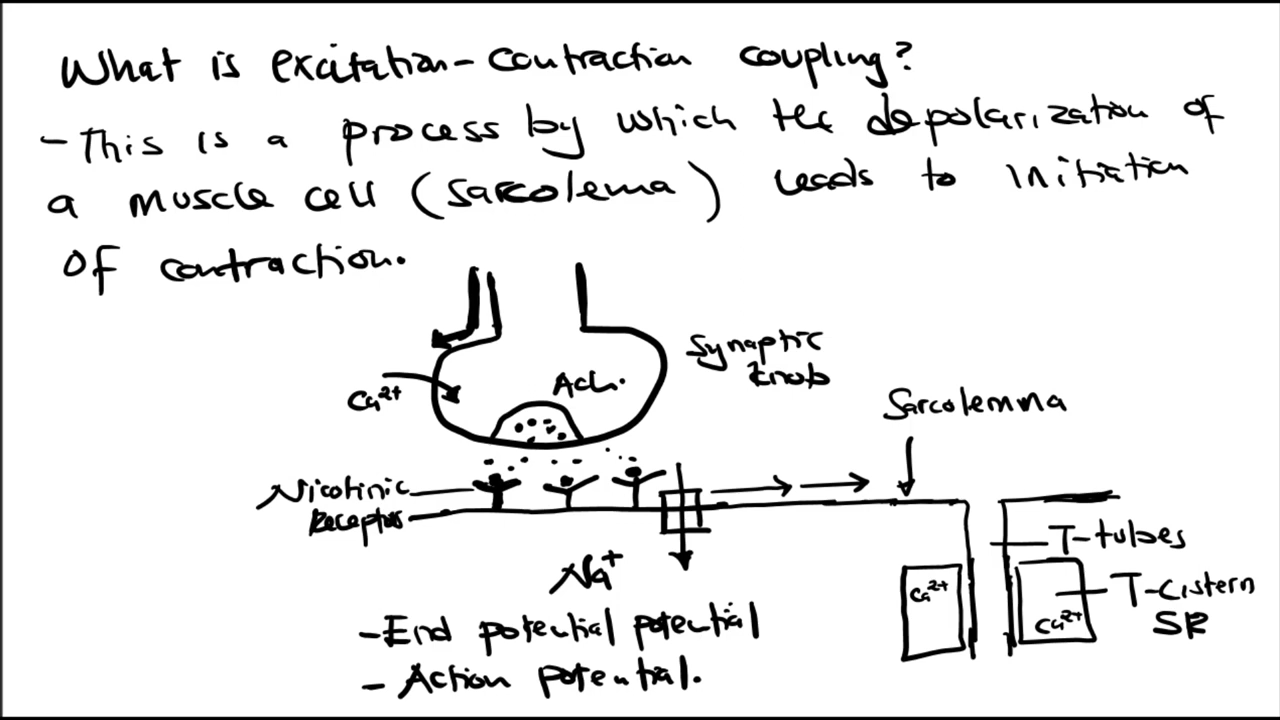 What is excitation-contraction coupling?
- This is a process by which the depolarization of
a muscle cell (Sarcolema) leads to initiation
of contraction.
Synaptic
knob
Ca2+
Ach.
Sarcolemma
Nicotinic
Receptor
T-tubes
Na+
Ca2+
T-cistern
SR
Ca2+
- End potential potential
- Action potential.